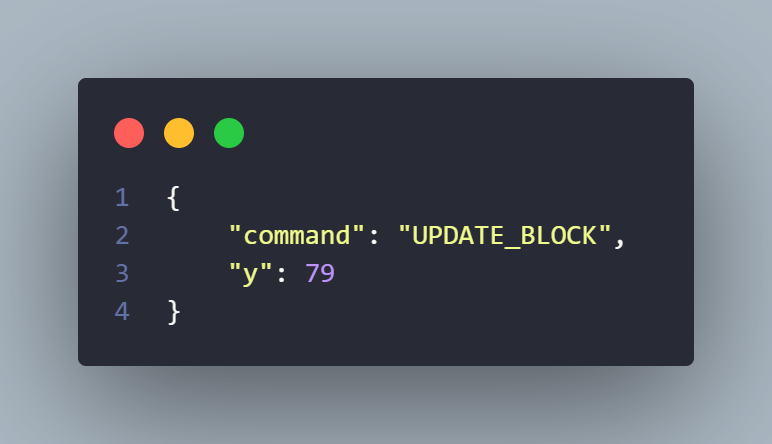 1 {
2     "command": "UPDATE_BLOCK",
3     "y": 79
4 }